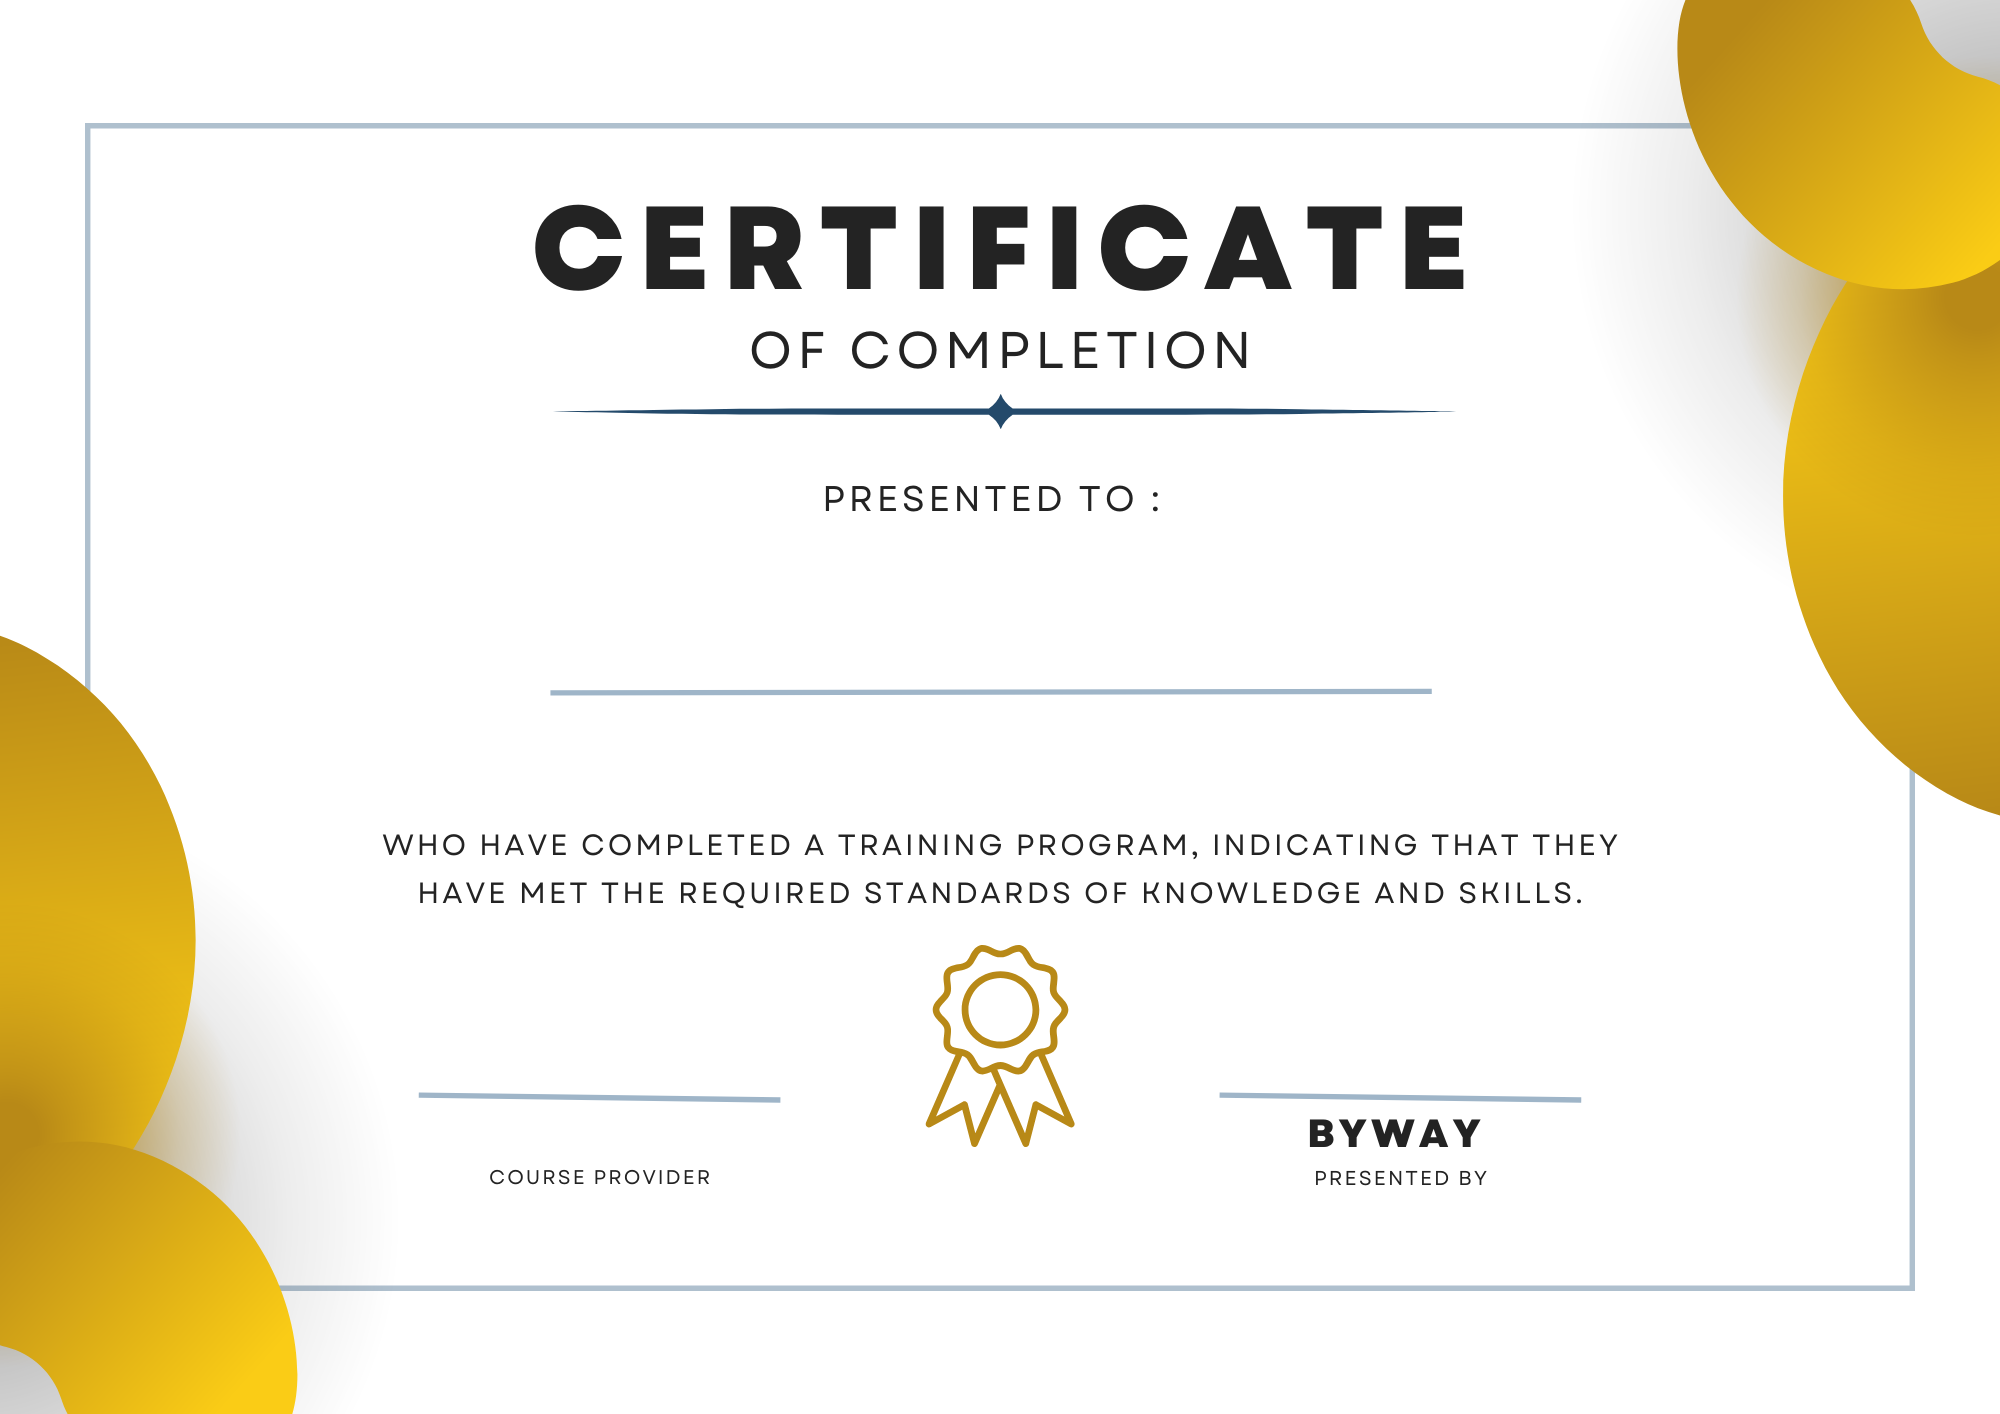 CERTIFICATE
OF COMPLETION
PRESENTED TO :
WHO HAVE COMPLETED A TRAINING PROGRAM, INDICATING THAT THEY
HAVE MET THE REQUIRED STANDARDS OF KNOWLEDGE AND SKILLS.
BYWAY
COURSE PROVIDER
PRESENTED BY